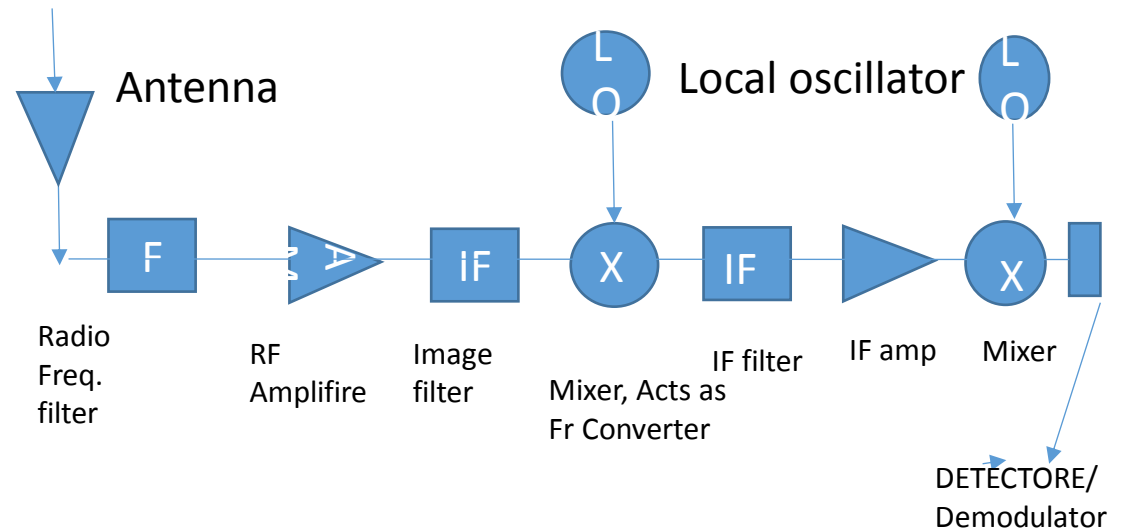 Antenna
L
O
Local oscillator
L
O
F
A
M
IF
X
IF
X
Radio
Freq.
filter
RF
Amplifire
Image
filter
Mixer, Acts as
Fr Converter
IF filter
IF amp
Mixer
DETECTORE/
Demodulator